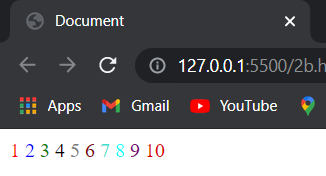 Document
127.0.0.1:5500/2b.h
Apps Gmail YouTube
1 2 3 4 5 6 7 8 9 10